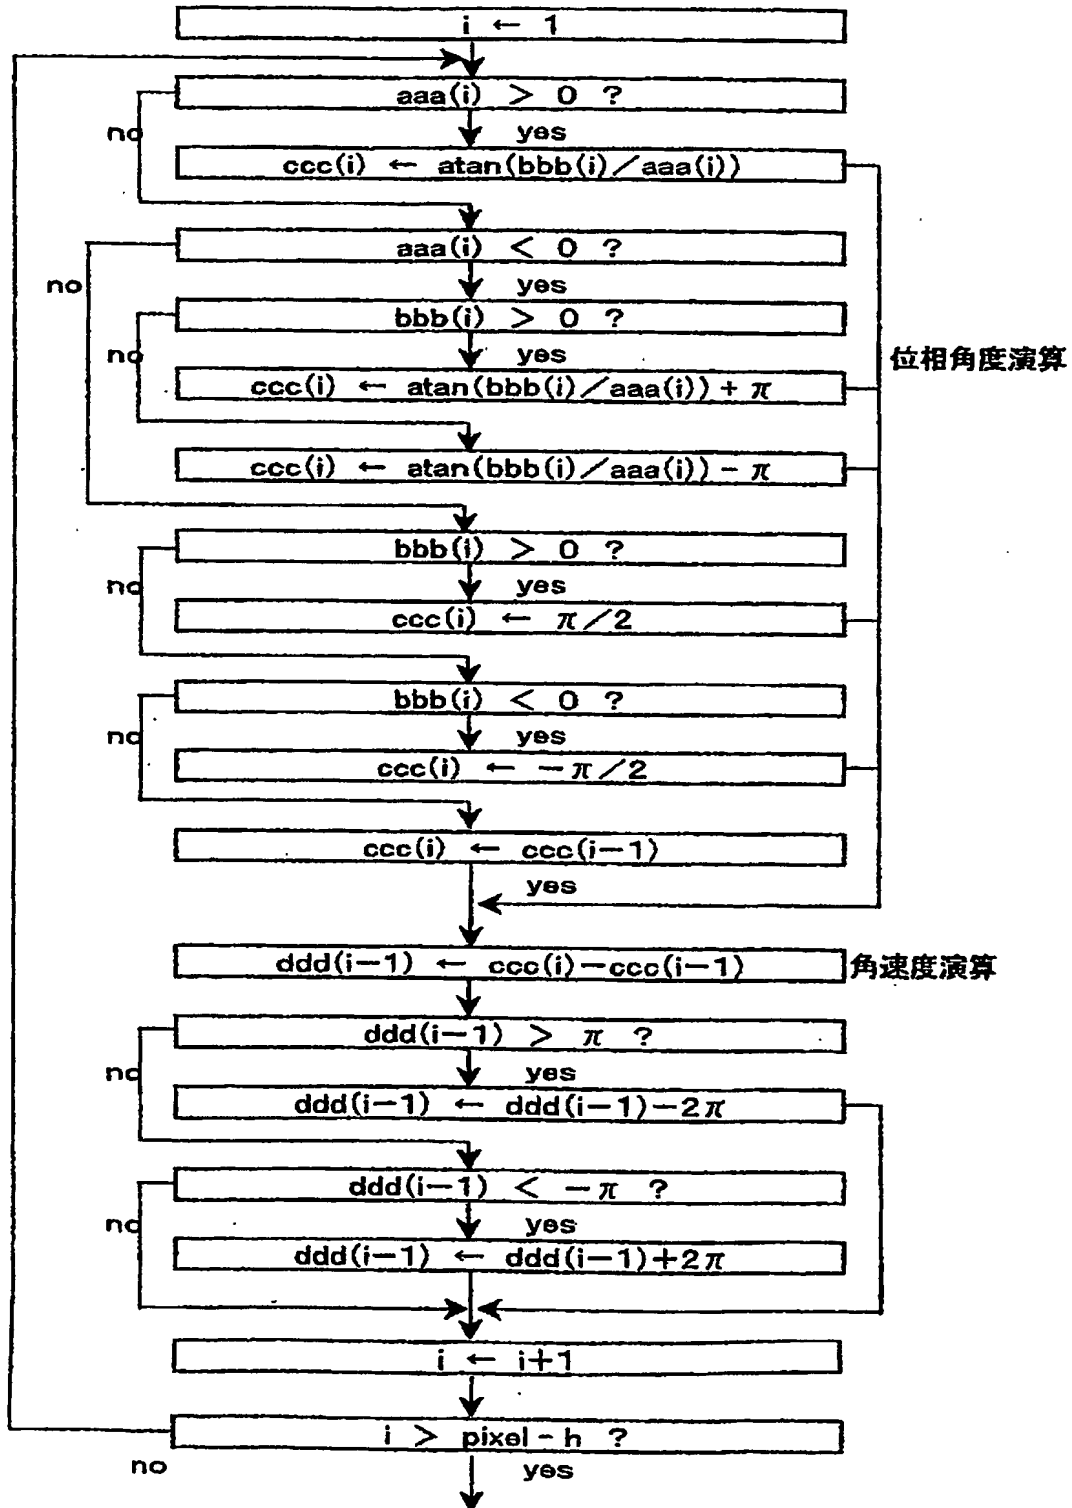 i ← 1
aaa(i) > 0 ?
no
yes
ccc(i) ← atan(bbb(i)/aaa(i))
aaa(i) < 0 ?
no
yes
bbb(i) > 0 ?
no
yes
位相角度演算
ccc(i) ← atan(bbb(i)/aaa(i))+π
ccc(i) ← atan(bbb(i)/aaa(i))-π
bbb(i) > 0 ?
no
yes
ccc(i) ← π/2
bbb(i) < 0 ?
no
yes
ccc(i) ← -π/2
ccc(i) ← ccc(i-1)
yes
ddd(i-1) ← ccc(i)-ccc(i-1)
角速度演算
ddd(i-1) > π ?
no
yes
ddd(i-1) ← ddd(i-1)-2π
ddd(i-1) < -π ?
no
yes
ddd(i-1) ← ddd(i-1)+2π
i ← i+1
i > pixel-h ?
no
yes